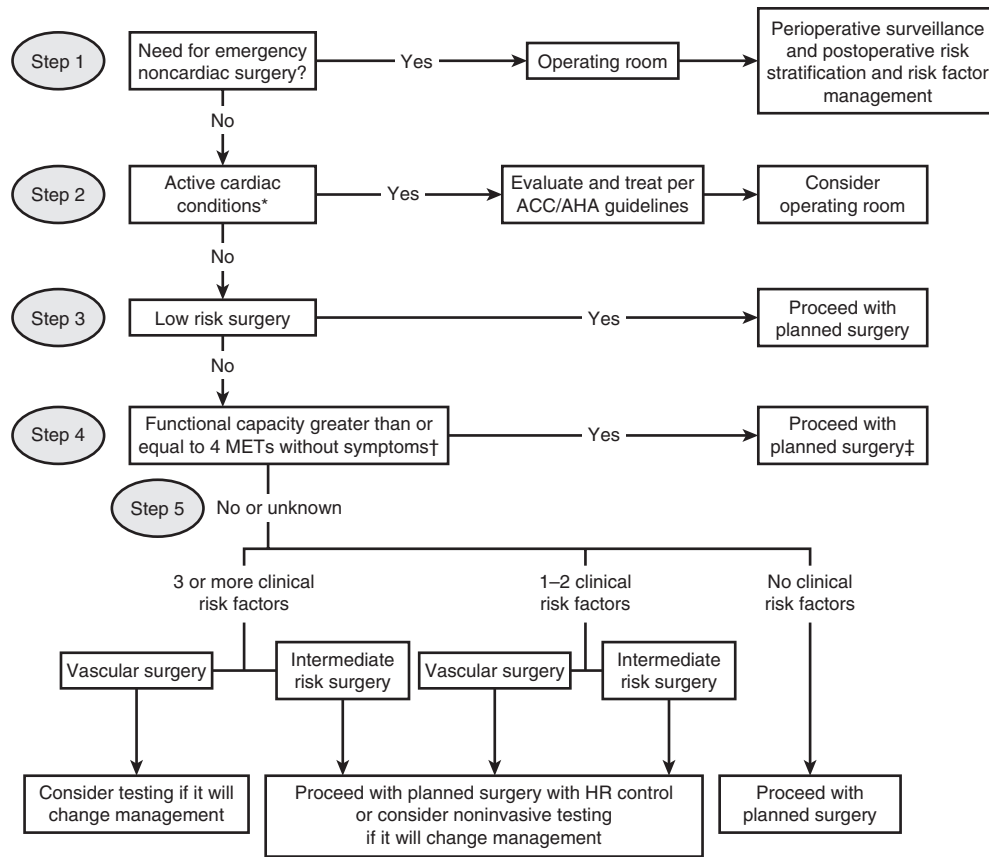 Step 1
Need for emergency
noncardiac surgery?
Yes
Operating room
Perioperative surveillance
and postoperative risk
stratification and risk factor
management
No
Step 2
Active cardiac
conditions*
Yes
Evaluate and treat per
ACC/AHA guidelines
Consider
operating room
No
Step 3
Low risk surgery
Yes
Proceed with
planned surgery
No
Step 4
Functional capacity greater than or
equal to 4 METs without symptoms†
Yes
Proceed with
planned surgery‡
Step 5
No or unknown
3 or more clinical
risk factors
1–2 clinical
risk factors
No clinical
risk factors
Vascular surgery
Intermediate
risk surgery
Vascular surgery
Intermediate
risk surgery
Consider testing if it will
change management
Proceed with planned surgery with HR control
or consider noninvasive testing
if it will change management
Proceed with
planned surgery